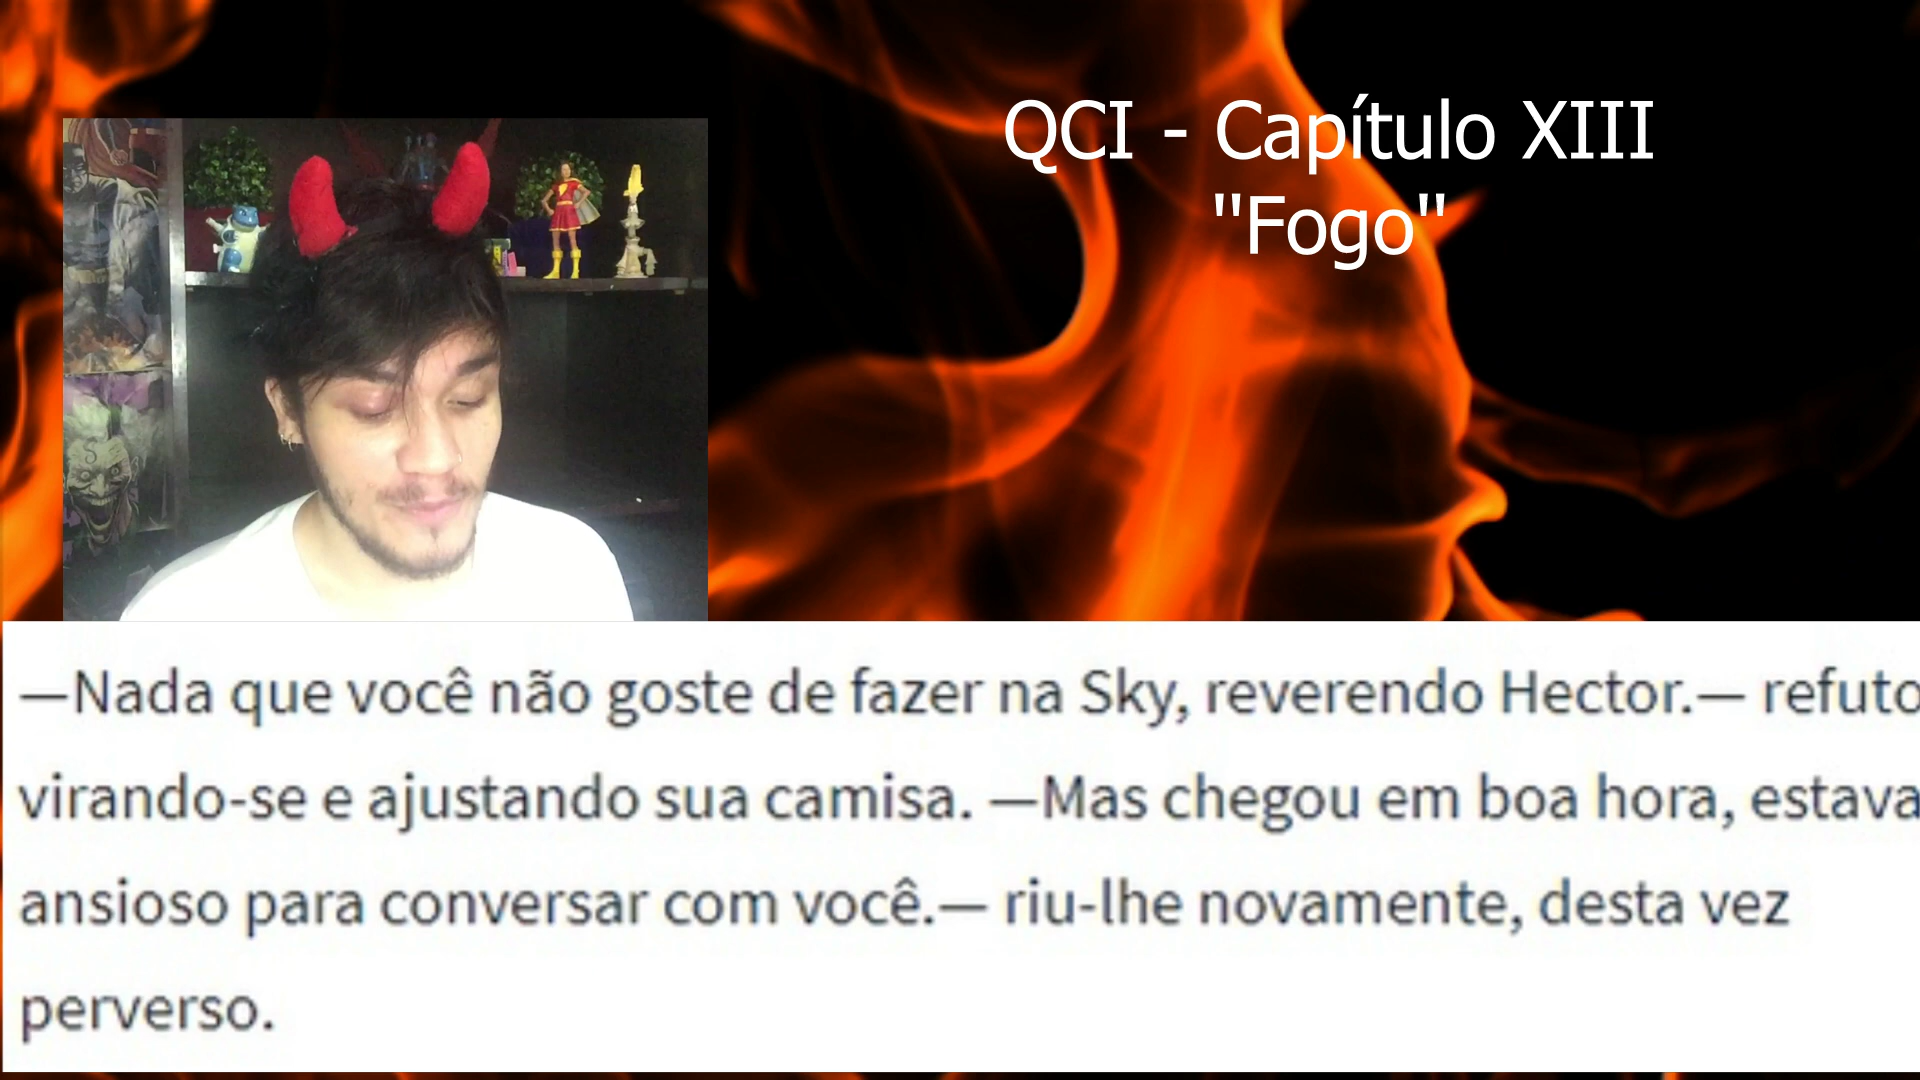 QCI - Capítulo XIII
"Fogo"
—Nada que você não goste de fazer na Sky, reverendo Hector.— refuto
virando-se e ajustando sua camisa. —Mas chegou em boa hora, estava
ansioso para conversar com você.— riu-lhe novamente, desta vez
perverso.